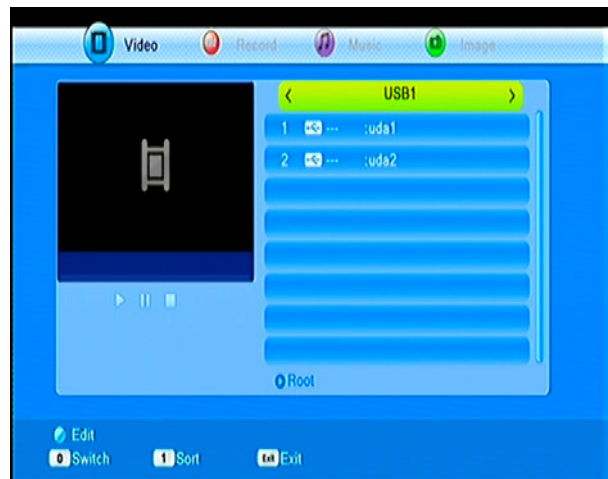 Video Record Music Image
USB1
1 --- :uda1
2 --- :uda2
Root
Edit
0 Switch 1 Sort Exit Exit